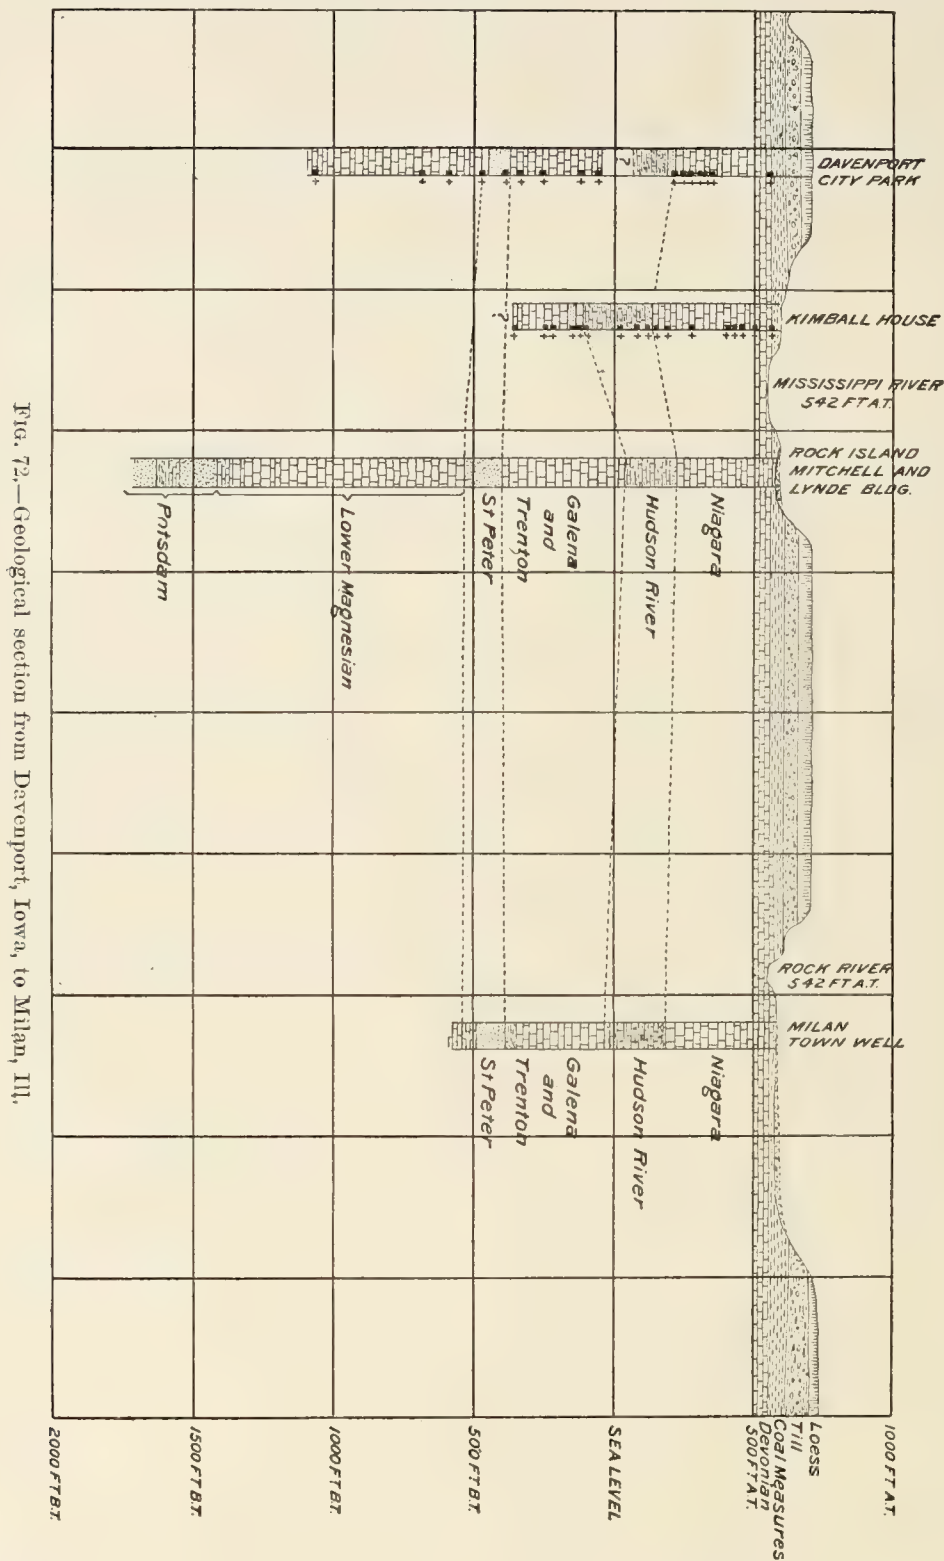 DAVENPORT
CITY PARK
KIMBALL HOUSE
MISSISSIPPI RIVER
542 FT A.T.
ROCK ISLAND
MITCHELL AND
LYNDE BLDG.
ROCK RIVER
542 FT A.T.
MILAN
TOWN WELL
1000 FT A.T.
Loess
Till
Coal Measures
Devonian
500 FT A.T.
SEA LEVEL
500 FT B.T.
1000 FT B.T.
1500 FT B.T.
2000 FT B.T.
?
?
Niagara
Hudson River
Galena
and
Trenton
St Peter
Lower Magnesian
Potsdam
Niagara
Hudson River
Galena
and
Trenton
St Peter
FIG. 72.—Geological section from Davenport, Iowa, to Milan, Ill.